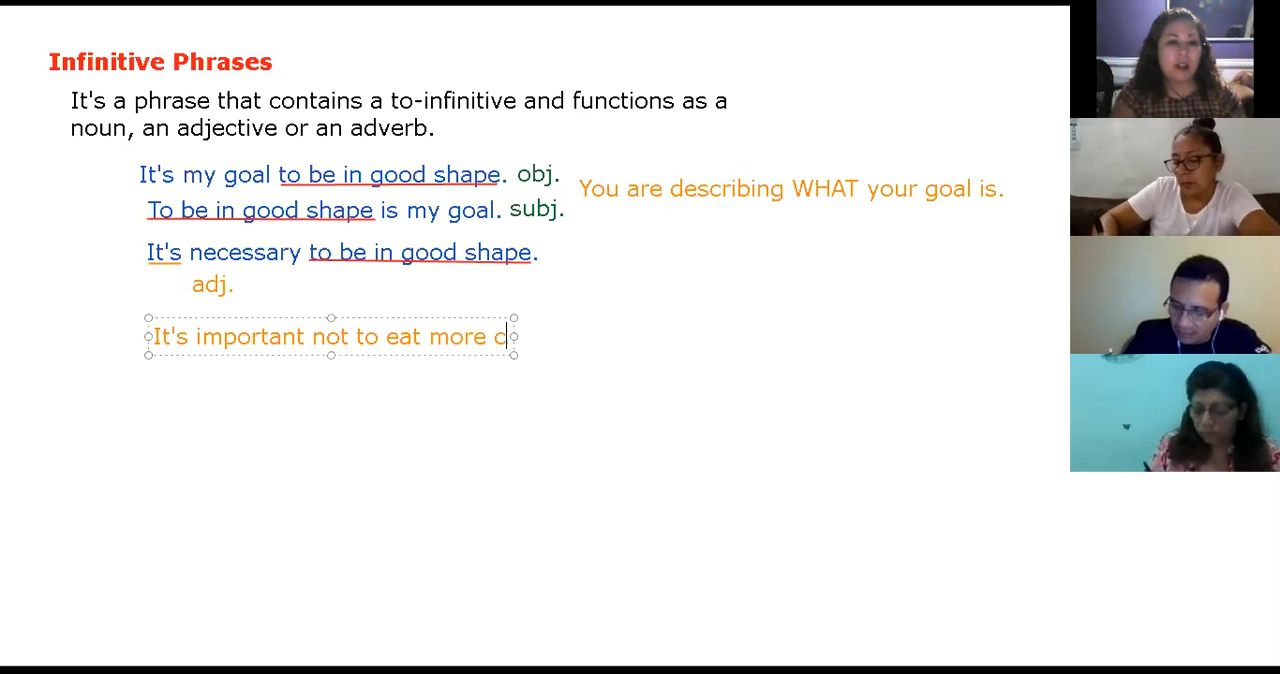 Infinitive Phrases
It's a phrase that contains a to-infinitive and functions as a
noun, an adjective or an adverb.
It's my goal to be in good shape. obj.
You are describing WHAT your goal is.
To be in good shape is my goal. subj.
It's necessary to be in good shape.
adj.
It's important not to eat more c